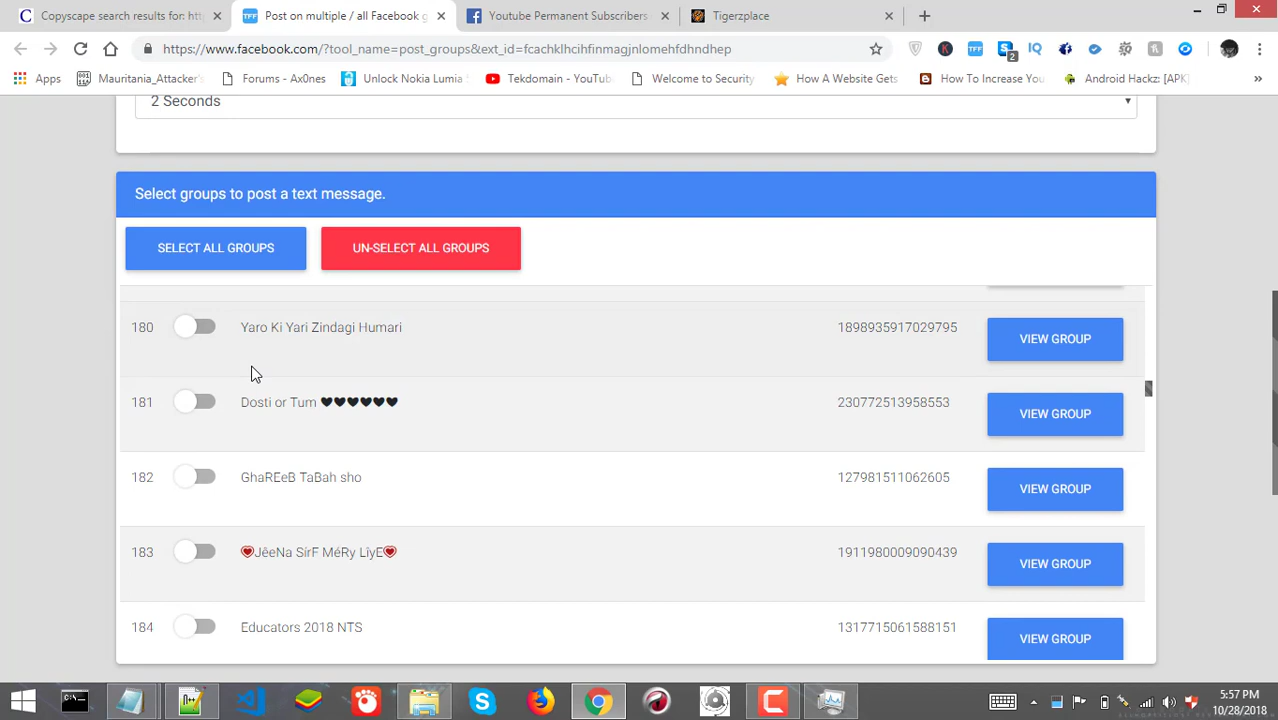 Copyscape search results for: http
Post on multiple / all Facebook g
Youtube Permanent Subscribers
Tigerzplace
https://www.facebook.com/?tool_name=post_groups&ext_id=fcachklhcihfinmagjnlomehfdhndhep
2
Apps
Mauritania_Attacker's
Forums - Ax0nes
Unlock Nokia Lumia
Tekdomain - YouTub
Welcome to Security
How A Website Gets
How To Increase You
Android Hackz: [APK]
»
2 Seconds
Select groups to post a text message.
SELECT ALL GROUPS
UN-SELECT ALL GROUPS
180 Yaro Ki Yari Zindagi Humari 1898935917029795 VIEW GROUP
181 Dosti or Tum ♥♥♥♥♥♥ 230772513958553 VIEW GROUP
182 GhaREeB TaBah sho 127981511062605 VIEW GROUP
183 💗JêeNa SirF MéRy LîyE💗 1911980009090439 VIEW GROUP
184 Educators 2018 NTS 1317715061588151 VIEW GROUP
5:57 PM
10/28/2018